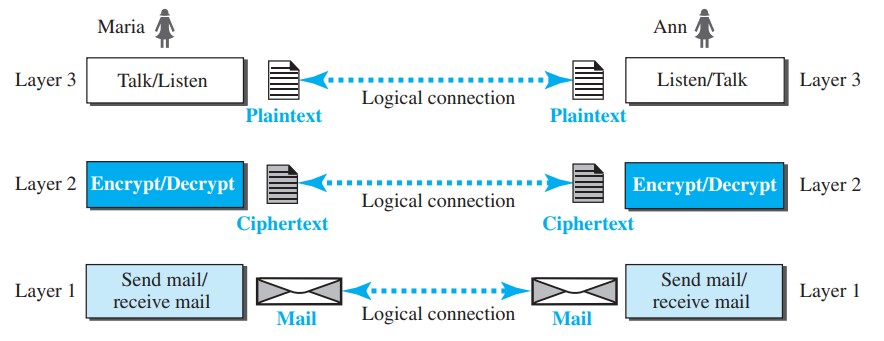 Maria
Ann
Layer 3
Talk/Listen
Plaintext
Logical connection
Plaintext
Listen/Talk
Layer 3
Layer 2
Encrypt/Decrypt
Ciphertext
Logical connection
Ciphertext
Encrypt/Decrypt
Layer 2
Layer 1
Send mail/
receive mail
Mail
Logical connection
Mail
Send mail/
receive mail
Layer 1